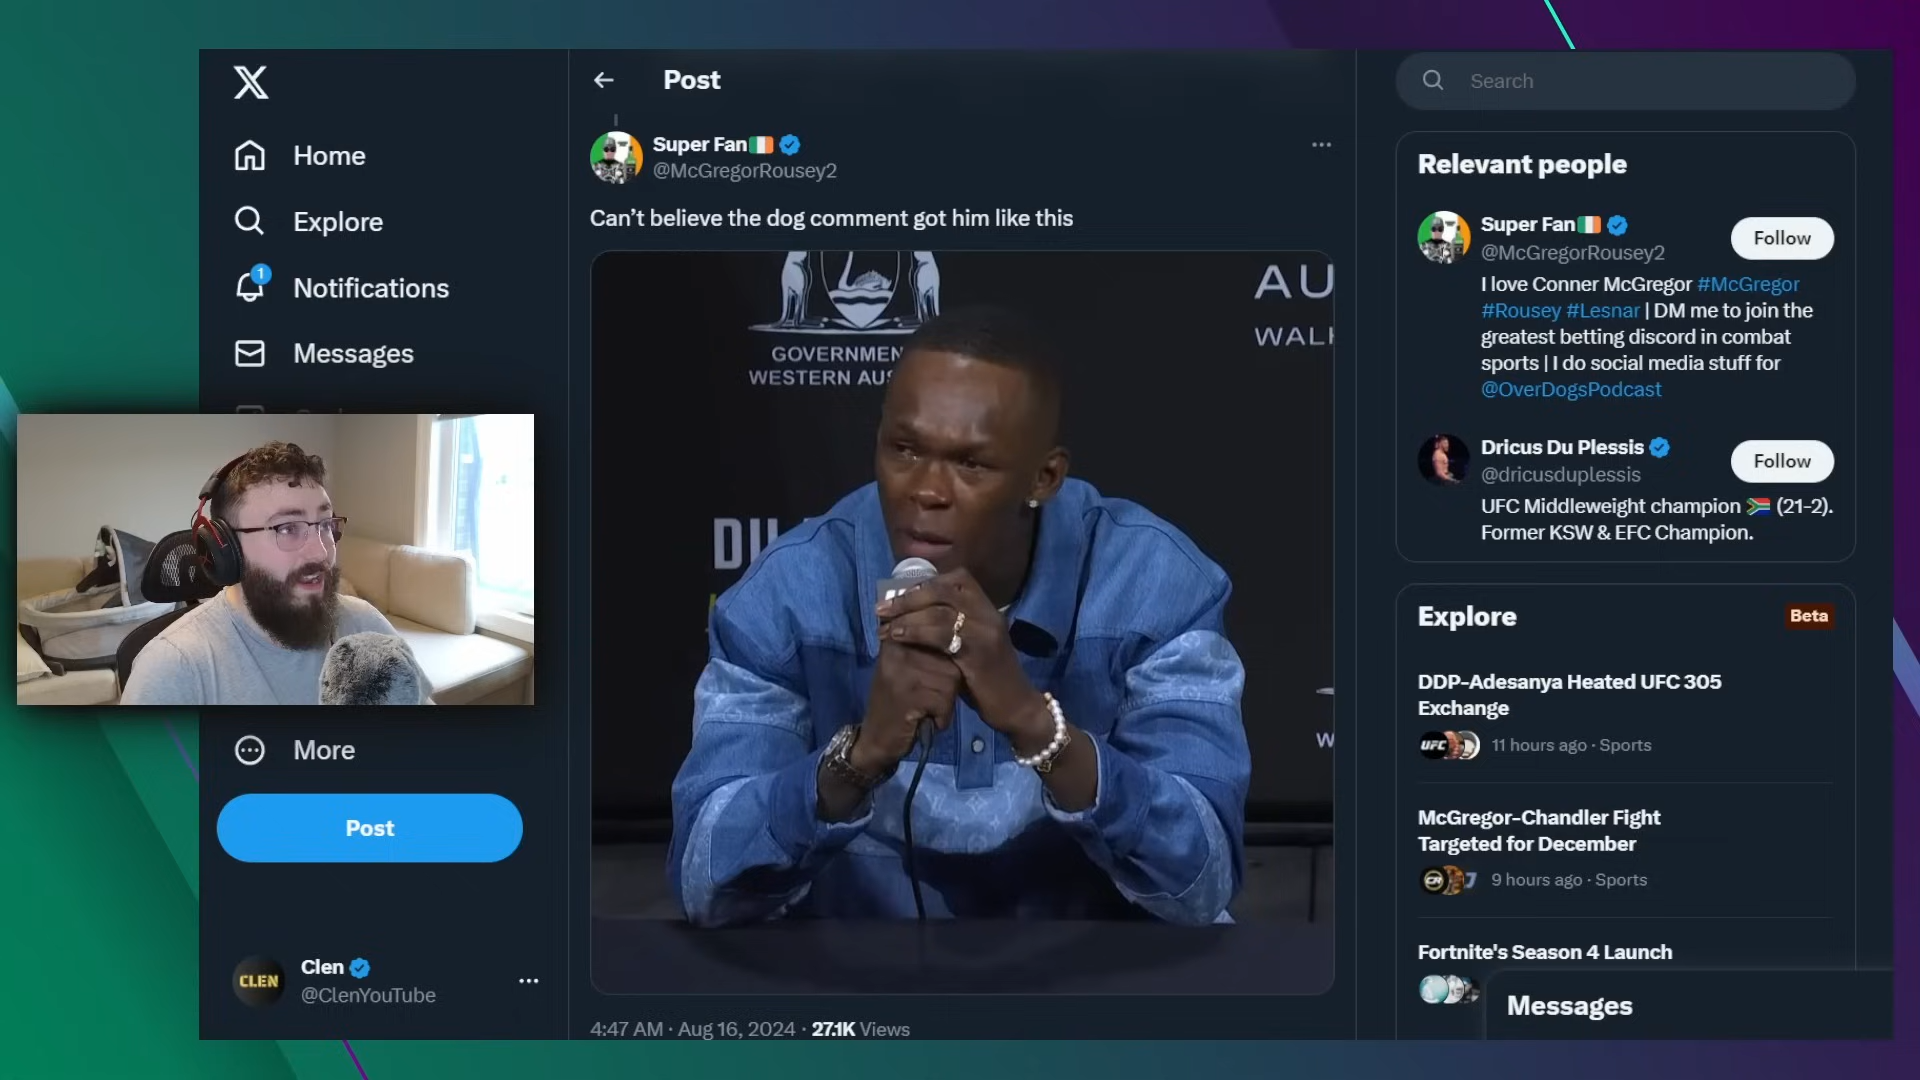 Home
Explore
1
Notifications
Messages
More
Post
CLEN
Clen
@ClenYouTube
Post
Super Fan
@McGregorRousey2
Can’t believe the dog comment got him like this
GOVERNMEN
WESTERN AUS
AU
WALK
DU
4:47 AM · Aug 16, 2024 · 27.1K Views
Search
Relevant people
Super Fan
@McGregorRousey2
Follow
I love Conner McGregor #McGregor
#Rousey #Lesnar | DM me to join the
greatest betting discord in combat
sports | I do social media stuff for
@OverDogsPodcast
Dricus Du Plessis
@dricusduplessis
Follow
UFC Middleweight champion (21-2).
Former KSW & EFC Champion.
Explore
Beta
DDP-Adesanya Heated UFC 305
Exchange
UFC
11 hours ago · Sports
McGregor-Chandler Fight
Targeted for December
9 hours ago · Sports
Fortnite's Season 4 Launch
Messages